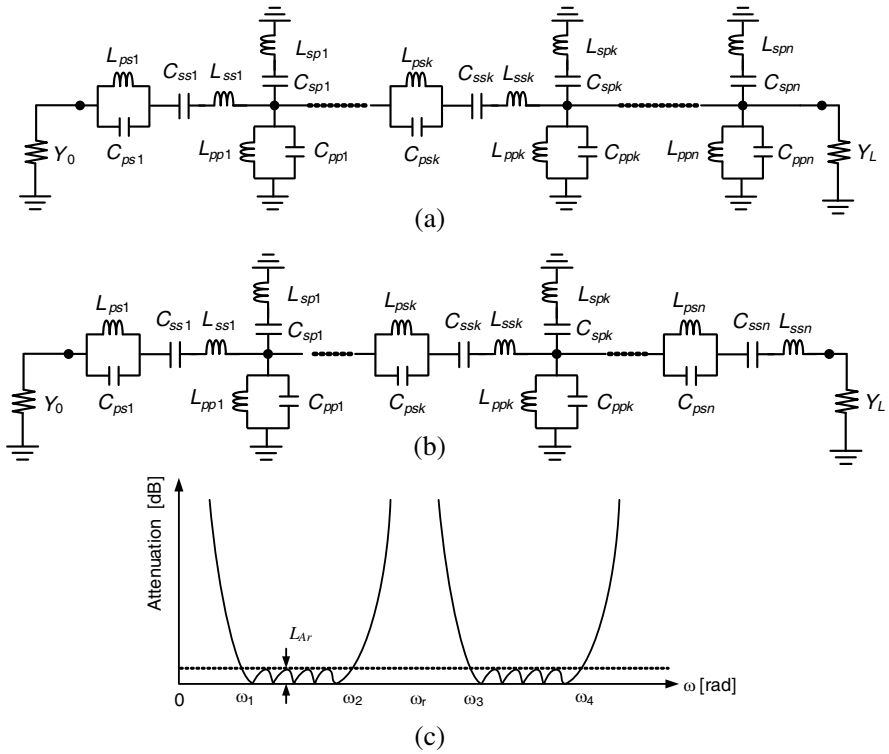 L_sp1 L_spk L_spn
L_ps1 C_ss1 L_ss1 C_sp1 L_psk C_ssk L_ssk C_spk C_spn
Y_0 C_ps1 L_pp1 C_pp1 C_psk L_ppk C_ppk L_ppn C_ppn Y_L
(a)
L_sp1 L_spk
L_ps1 C_ss1 L_ss1 C_sp1 L_psk C_ssk L_ssk C_spk L_psn C_ssn L_ssn
Y_0 C_ps1 L_pp1 C_pp1 C_psk L_ppk C_ppk C_psn Y_L
(b)
Attenuation [dB]
L_Ar
0 ω_1 ω_2 ω_r ω_3 ω_4 ω [rad]
(c)